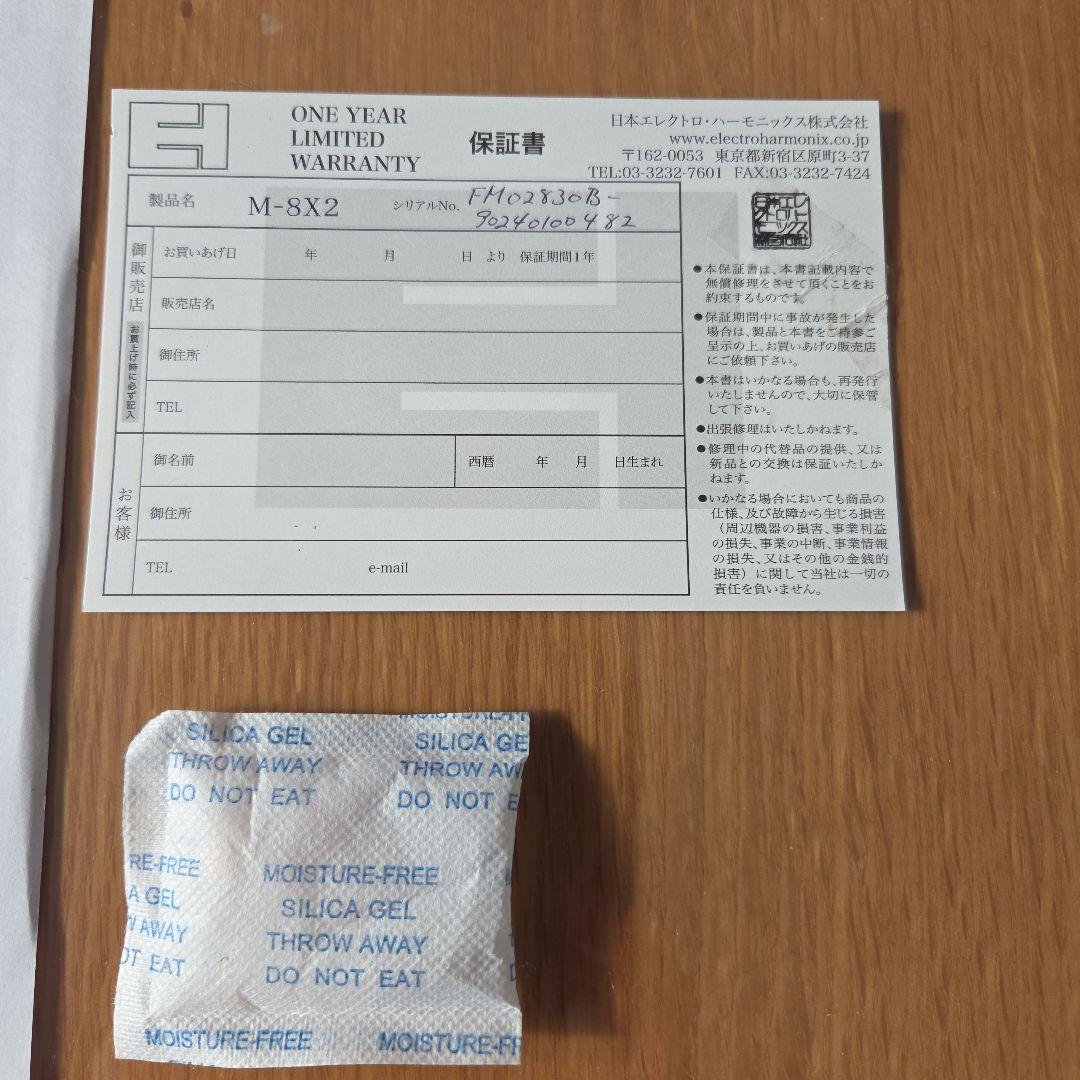 EH
ONE YEAR
LIMITED
WARRANTY
保証書
日本エレクトロ・ハーモニックス株式会社
www.electroharmonix.co.jp
〒162-0053 東京都新宿区原町3-37
TEL:03-3232-7601 FAX:03-3232-7424
製品名 M-8X2 シリアルNo. FM02830B-
90240100482
御販売店
お買上げ時に必ず記入
お買いあげ日 年 月 日 より 保証期間1年
販売店名
御住所
TEL
お客様
御名前 西暦 年 月 日生まれ
御住所
TEL e-mail
●本保証書は、本書記載内容で
無償修理をさせて頂くことをお
約束するものです。
●保証期間中に事故が発生した
場合は、製品と本書をご持参ご
呈示の上、お買いあげの販売店
にご依頼下さい。
●本書はいかなる場合も、再発行
いたしませんので、大切に保管
して下さい。
●出張修理はいたしかねます。
●修理中の代替品の提供、又は
新品との交換は保証いたしか
ねます。
●いかなる場合においても商品の
仕様、及び故障から生じる損害
(周辺機器の損害、事業利益
の損失、事業の中断、事業情報
の損失、又はその他の金銭的
損害)に関して当社は一切の
責任を負いません。
SILICA GEL SILICA GE
THROW AWAY THROW AW
DO NOT EAT DO NOT E
RE-FREE MOISTURE-FREE
A GEL SILICA GEL
AWAY THROW AWAY
OT EAT DO NOT EAT
MOISTURE-FREE MOISTURE-FR